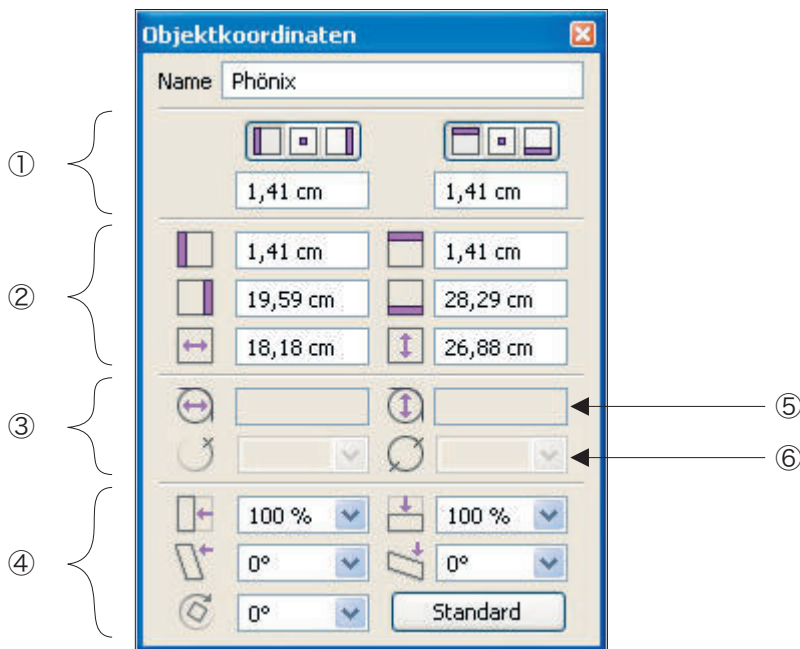 Objektkoordinaten
Name Phönix
①
1,41 cm 1,41 cm
②
1,41 cm 1,41 cm
19,59 cm 28,29 cm
18,18 cm 26,88 cm
③
⑤
⑥
④
100 % 100 %
0° 0°
0° Standard